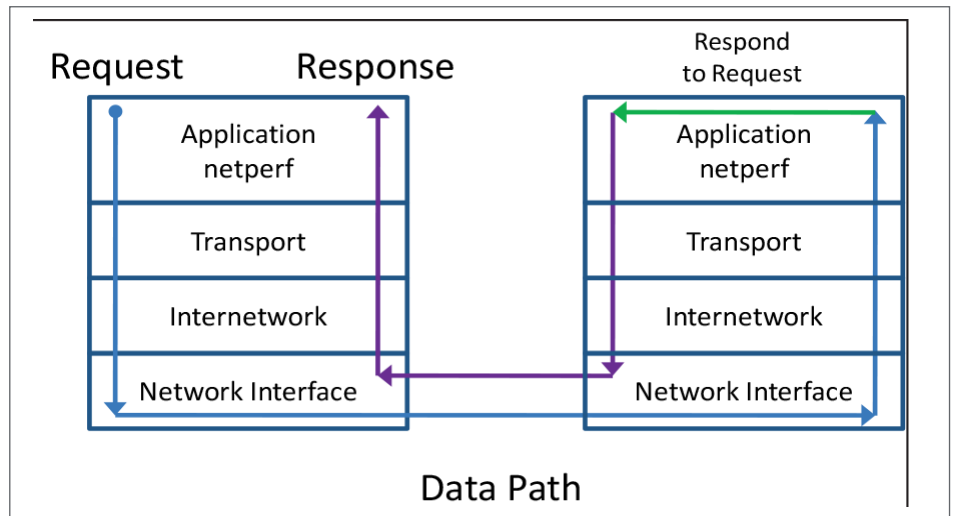 Request
Response
Respond
to Request
Application
netperf
Transport
Internetwork
Network Interface
Application
netperf
Transport
Internetwork
Network Interface
Data Path